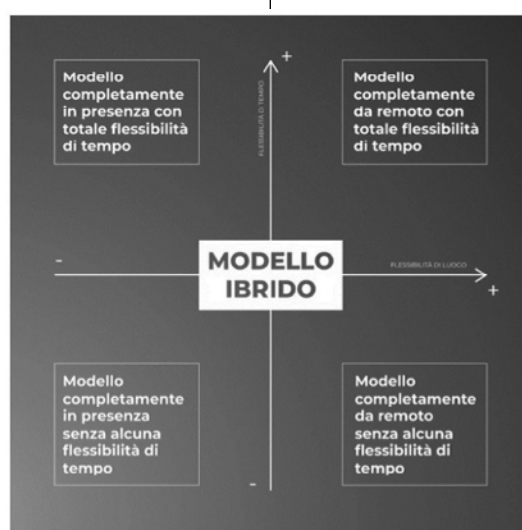 Modello
completamente
in presenza con
totale flessibilità
di tempo
+
FLESSIBILITÀ D TEMPO
Modello
completamente
da remoto con
totale flessibilità
di tempo
-
MODELLO
IBRIDO
FLESSIBILITÀ DI LUOGO
+
Modello
completamente
in presenza
senza alcuna
flessibilità di
tempo
-
Modello
completamente
da remoto
senza alcuna
flessibilità di
tempo